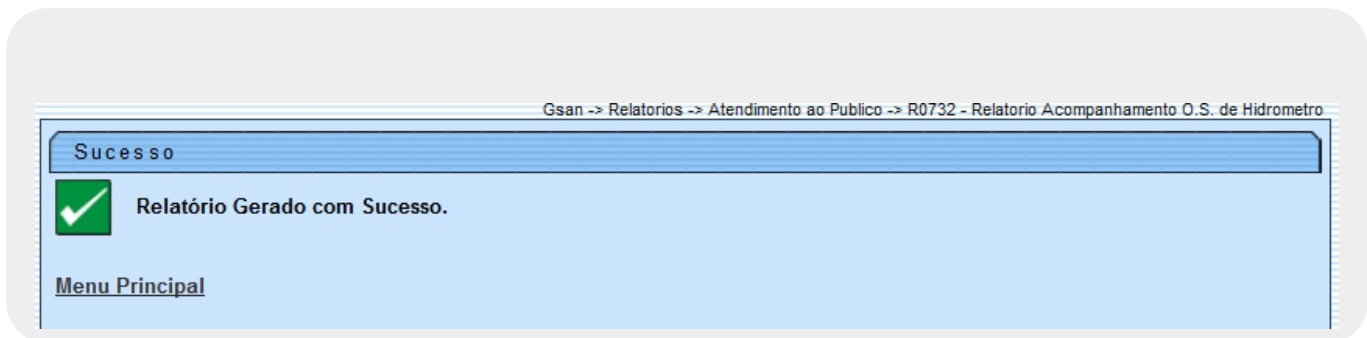 Gsan -> Relatorios -> Atendimento ao Publico -> R0732 - Relatorio Acompanhamento O.S. de Hidrometro
Sucesso
Relatório Gerado com Sucesso.
Menu Principal